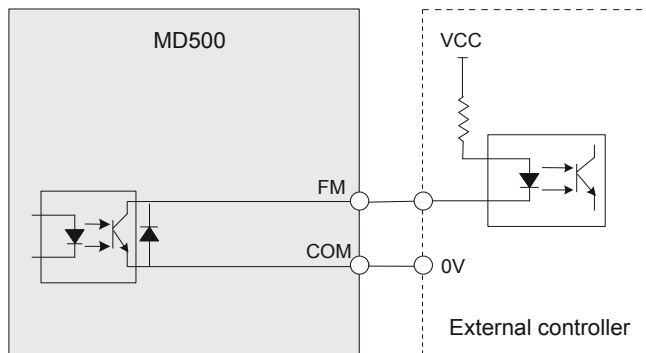 MD500
VCC
FM
COM
0V
External controller